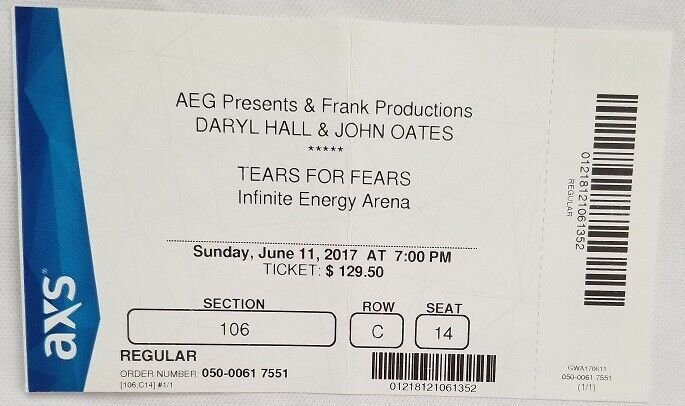 AEG Presents & Frank Productions
DARYL HALL & JOHN OATES
*****
TEARS FOR FEARS
Infinite Energy Arena
Sunday, June 11, 2017 AT 7:00 PM
TICKET: $ 129.50
SECTION ROW SEAT
106 C 14
REGULAR
ORDER NUMBER 050-0061 7551
[106,C14] #1/1
01218121061352
axs®
01218121061352
REGULAR
GWA170611
050-0061 7551
(1/1)